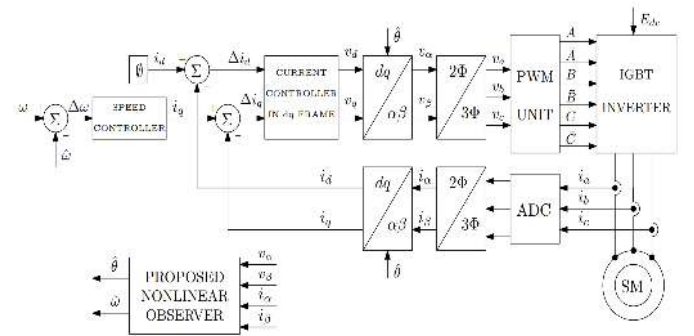 E_dc
θ̂
A
i_d
Δi_d
v_d
v_α
v_a
A̅
∅
Σ
CURRENT
CONTROLLER
IN dq FRAME
dq
αβ
2Φ
3Φ
PWM
UNIT
B
IGBT
INVERTER
v_b
B̅
ω
Δω
SPEED
CONTROLLER
i_q
Δi_q
v_q
v_β
v_c
C
Σ
Σ
C̅
ω̂
i_d
dq
i_α
2Φ
i_a
i_b
ADC
i_q
αβ
i_β
3Φ
i_c
θ̂
θ̂
ω̂
PROPOSED
NONLINEAR
OBSERVER
v_α
v_β
i_α
i_β
SM